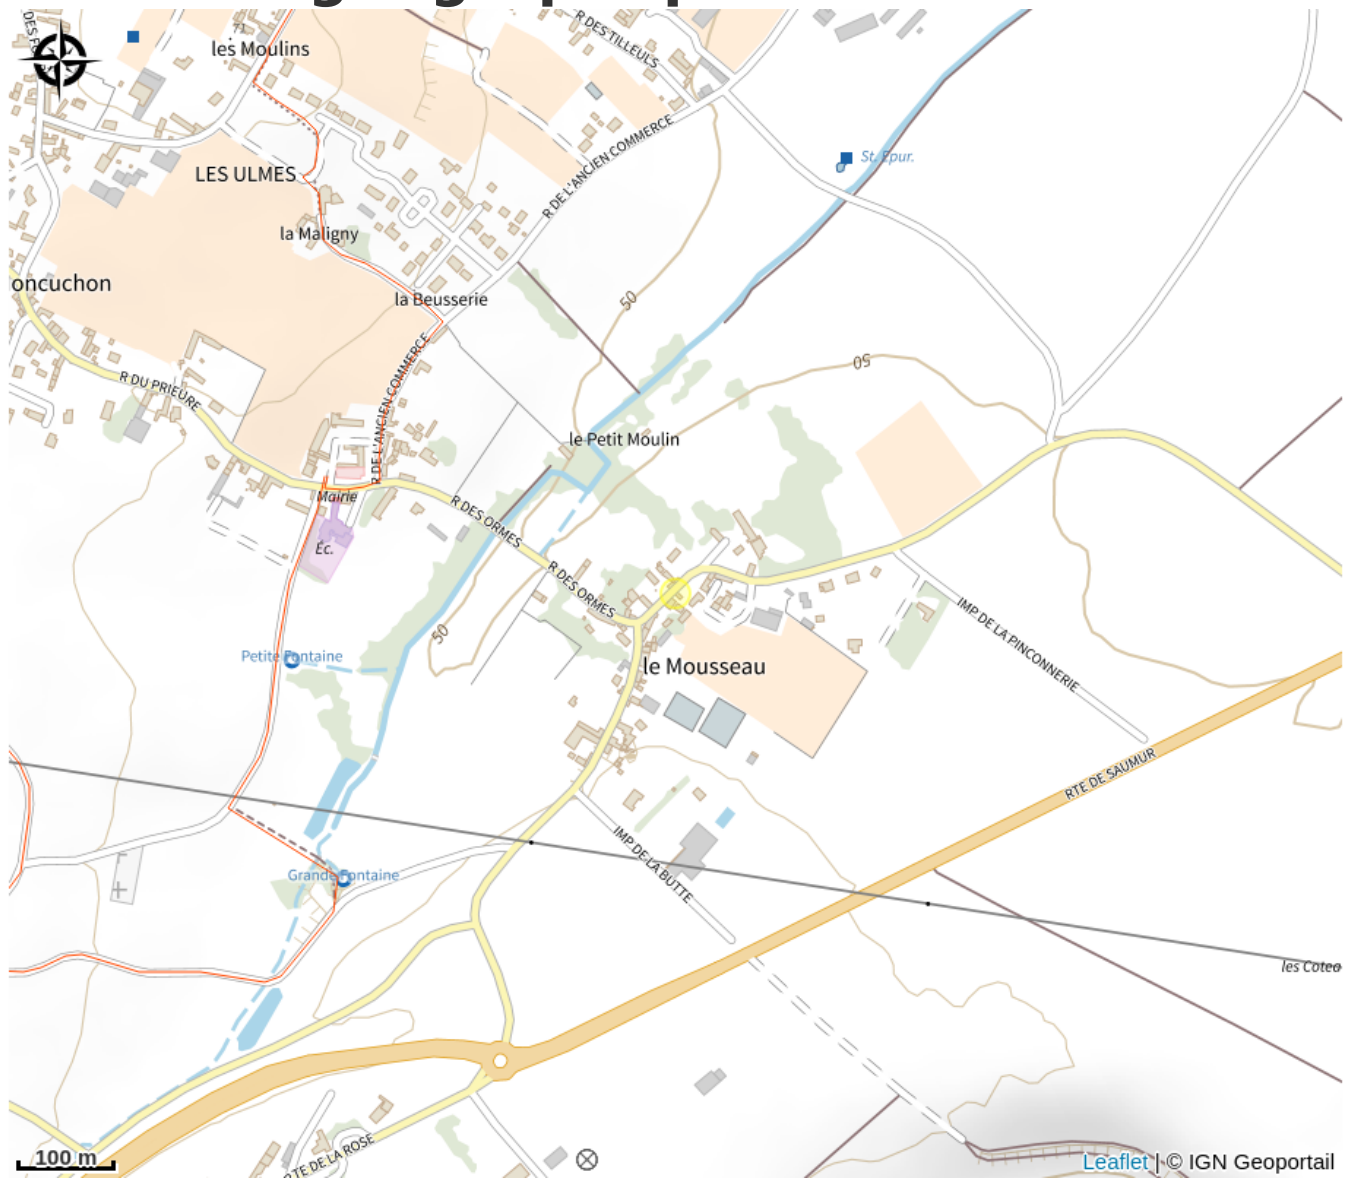 R DES TILLEULS
71
les Moulins
R DE L'ANCIEN COMMERCE
St. Epur.
LES ULMES
la Maligny
oncuchon
la Beusserie
50
50
R DU PRIEURE
R DE L'ANCIEN COMMERCE
le Petit Moulin
Mairie
R DES ORMES
Éc.
R DES ORMES
IMP DE LA PINCONNERIE
50
Petite Fontaine
le Mousseau
RTE DE SAUMUR
IMP DE LA BUTTE
Grande Fontaine
les Cotea
RTE DE LA ROSE
100 m
Leaflet | © IGN Geoportail